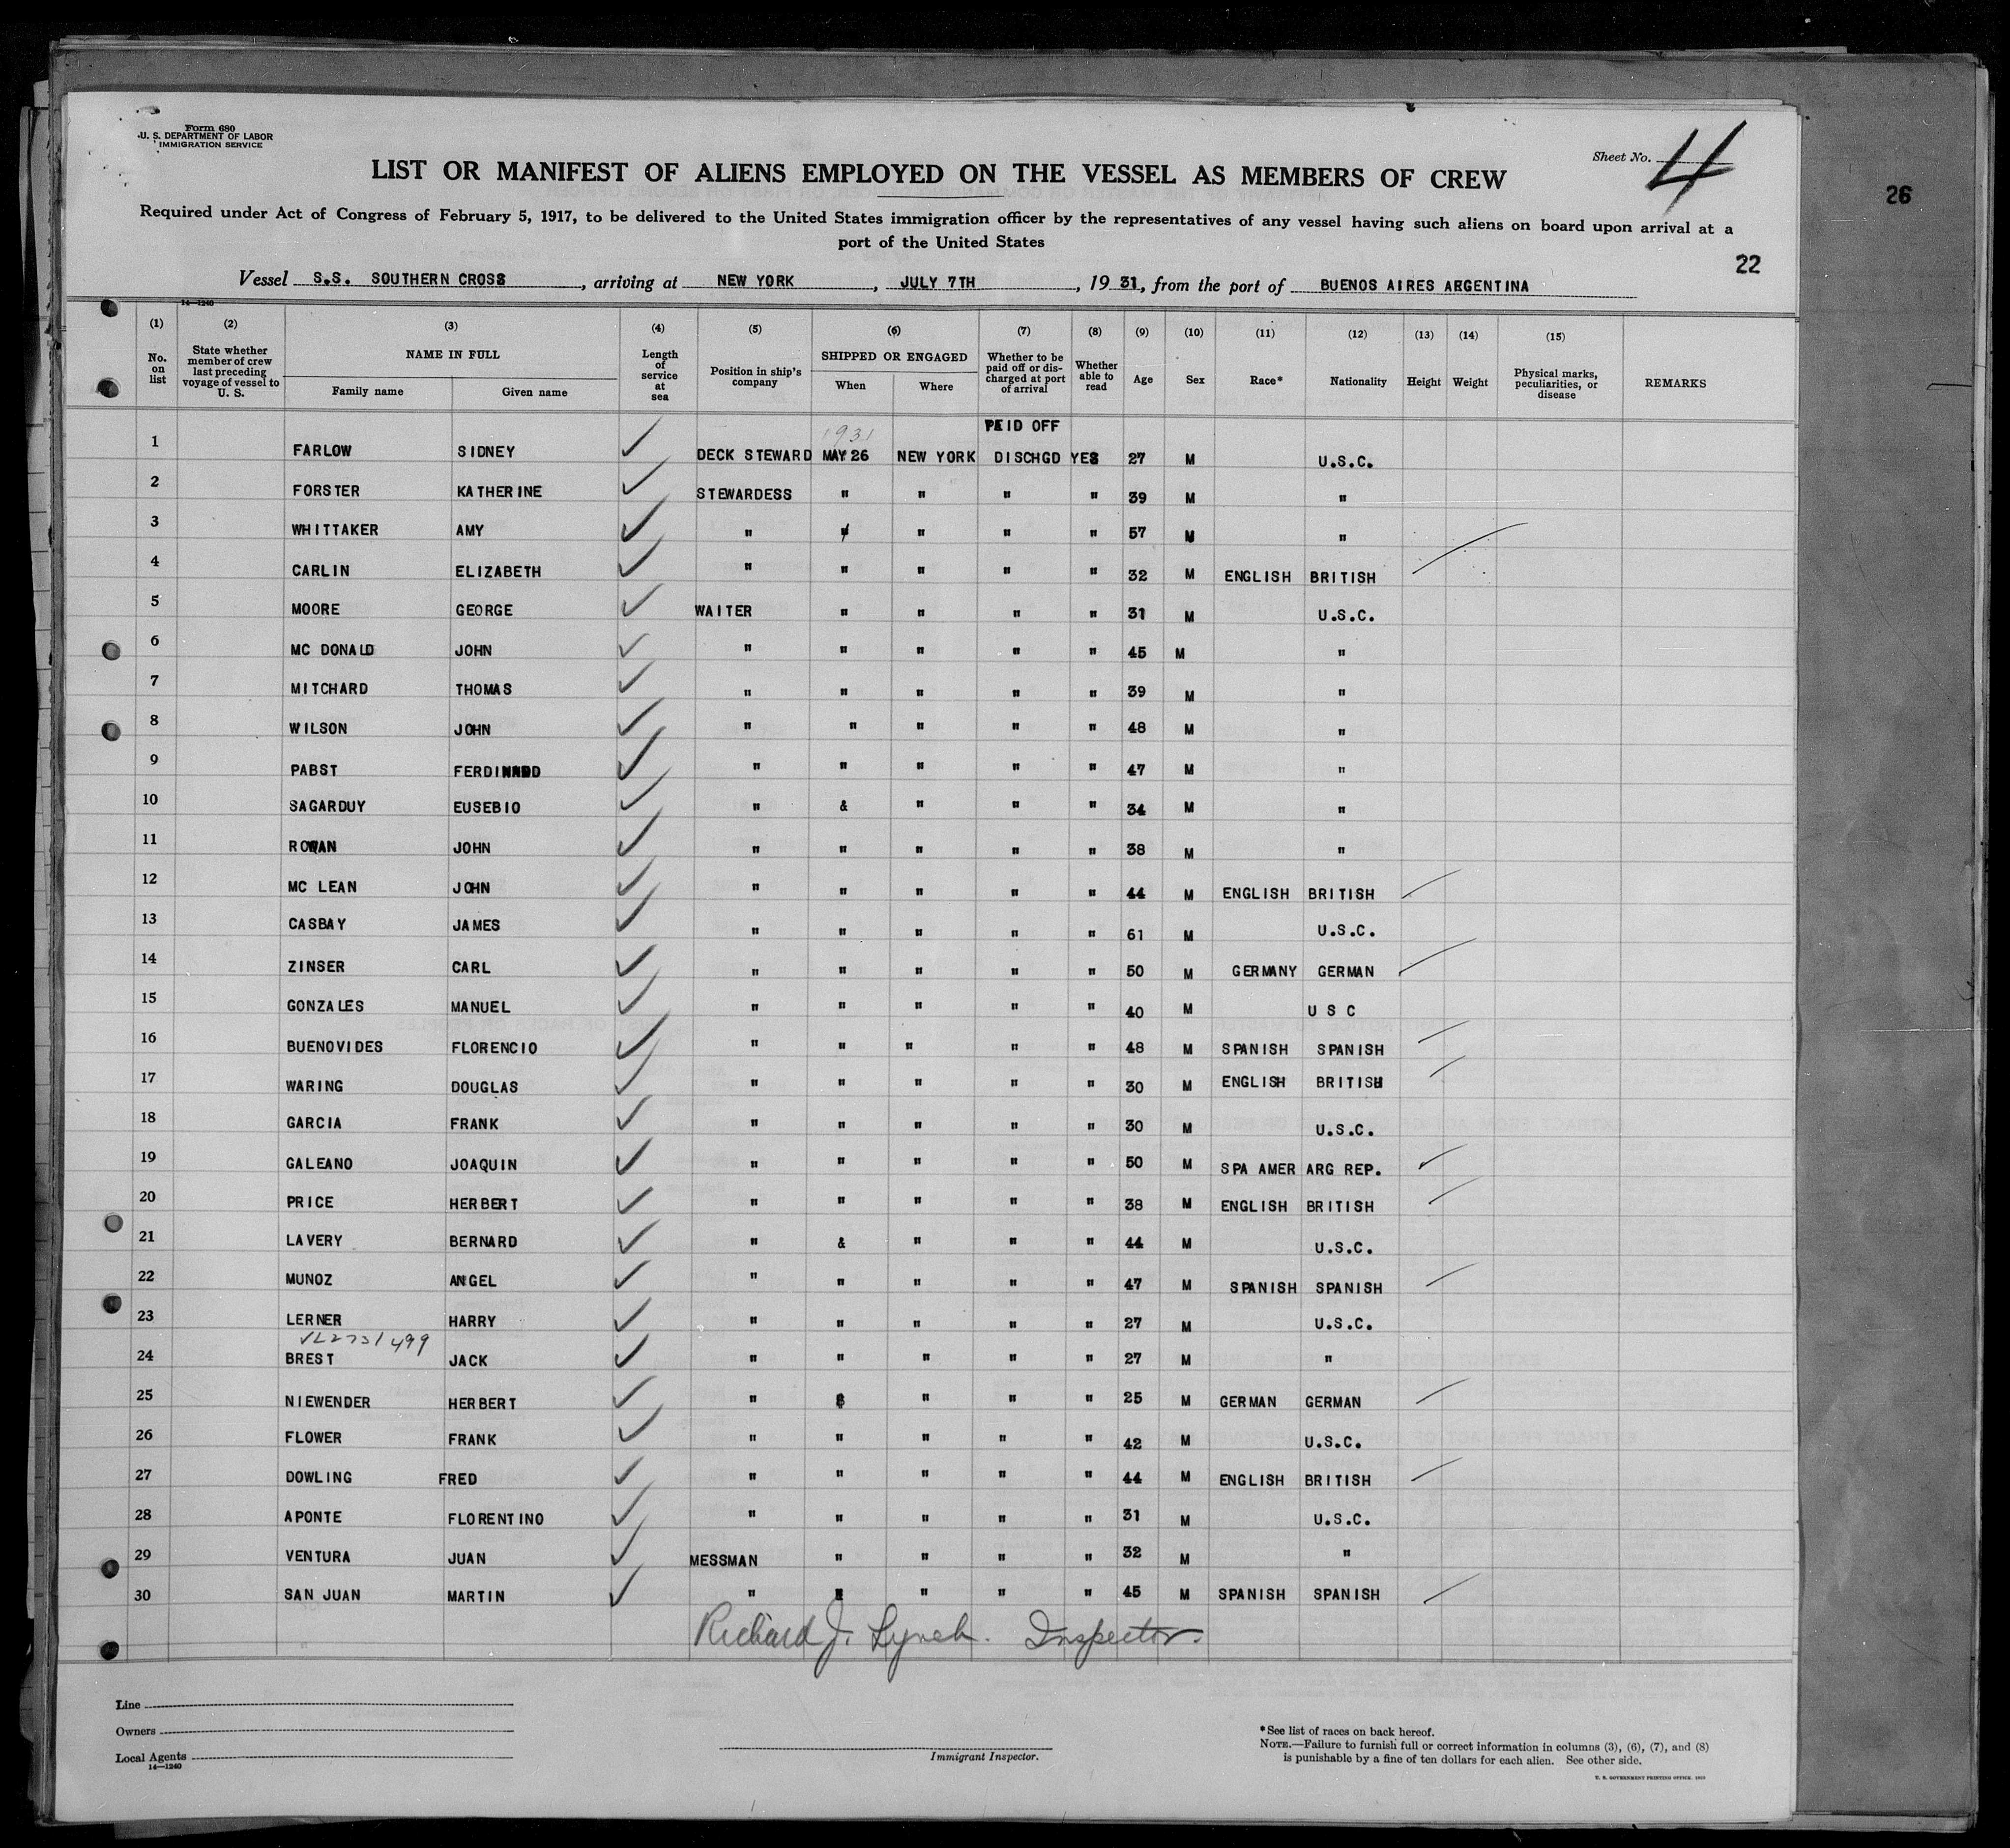 Form 680
U. S. DEPARTMENT OF LABOR
IMMIGRATION SERVICE
Sheet No. 4
LIST OR MANIFEST OF ALIENS EMPLOYED ON THE VESSEL AS MEMBERS OF CREW
26
Required under Act of Congress of February 5, 1917, to be delivered to the United States immigration officer by the representatives of any vessel having such aliens on board upon arrival at a
port of the United States
22
Vessel S.S. SOUTHERN CROSS, arriving at NEW YORK, JULY 7TH, 1931, from the port of BUENOS AIRES ARGENTINA
14—1240
(1) (2) (3) (4) (5) (6) (7) (8) (9) (10) (11) (12) (13) (14) (15)
No. on list State whether member of crew last preceding voyage of vessel to U. S. NAME IN FULL Family name Given name Length of service at sea Position in ship's company SHIPPED OR ENGAGED When Where Whether to be paid off or discharged at port of arrival Whether able to read Age Sex Race* Nationality Height Weight Physical marks, peculiarities, or disease REMARKS
1931 PEID OFF
1 FARLOW SIDNEY DECK STEWARD MAY 26 NEW YORK DISCHGD YES 27 M U.S.C.
2 FORSTER KATHERINE STEWARDESS " " " " 39 M "
3 WHITTAKER AMY " " " " " 57 M "
4 CARLIN ELIZABETH " " " " " 32 M ENGLISH BRITISH
5 MOORE GEORGE WAITER " " " " 31 M U.S.C.
6 MC DONALD JOHN " " " " " 45 M "
7 MITCHARD THOMAS " " " " " 39 M "
8 WILSON JOHN " " " " " 48 M "
9 PABST FERDINNDD " " " " " 47 M "
10 SAGARDUY EUSEBIO " & " " " 34 M "
11 ROWAN JOHN " " " " " 38 M "
12 MC LEAN JOHN " " " " " 44 M ENGLISH BRITISH
13 CASBAY JAMES " " " " " 61 M U.S.C.
14 ZINSER CARL " " " " " 50 M GERMANY GERMAN
15 GONZALES MANUEL " " " " " 40 M U S C
16 BUENOVIDES FLORENCIO " " " " " 48 M SPANISH SPANISH
17 WARING DOUGLAS " " " " " 30 M ENGLISH BRITISH
18 GARCIA FRANK " " " " " 30 M U.S.C.
19 GALEANO JOAQUIN " " " " " 50 M SPA AMER ARG REP.
20 PRICE HERBERT " " " " " 38 M ENGLISH BRITISH
21 LAVERY BERNARD " & " " " 44 M U.S.C.
22 MUNOZ ANGEL " " " " " 47 M SPANISH SPANISH
23 LERNER HARRY " " " " " 27 M U.S.C.
VL2731499
24 BREST JACK " " " " " 27 M "
25 NIEWENDER HERBERT " " " " " 25 M GERMAN GERMAN
26 FLOWER FRANK " " " " " 42 M U.S.C.
27 DOWLING FRED " " " " " 44 M ENGLISH BRITISH
28 APONTE FLORENTINO " " " " " 31 M U.S.C.
29 VENTURA JUAN MESSMAN " " " " 32 M "
30 SAN JUAN MARTIN " " " " " 45 M SPANISH SPANISH
Richard J. Lynch. Inspector.
Line
Owners
Local Agents
14—1240
Immigrant Inspector.
*See list of races on back hereof.
NOTE.—Failure to furnish full or correct information in columns (3), (6), (7), and (8)
is punishable by a fine of ten dollars for each alien. See other side.